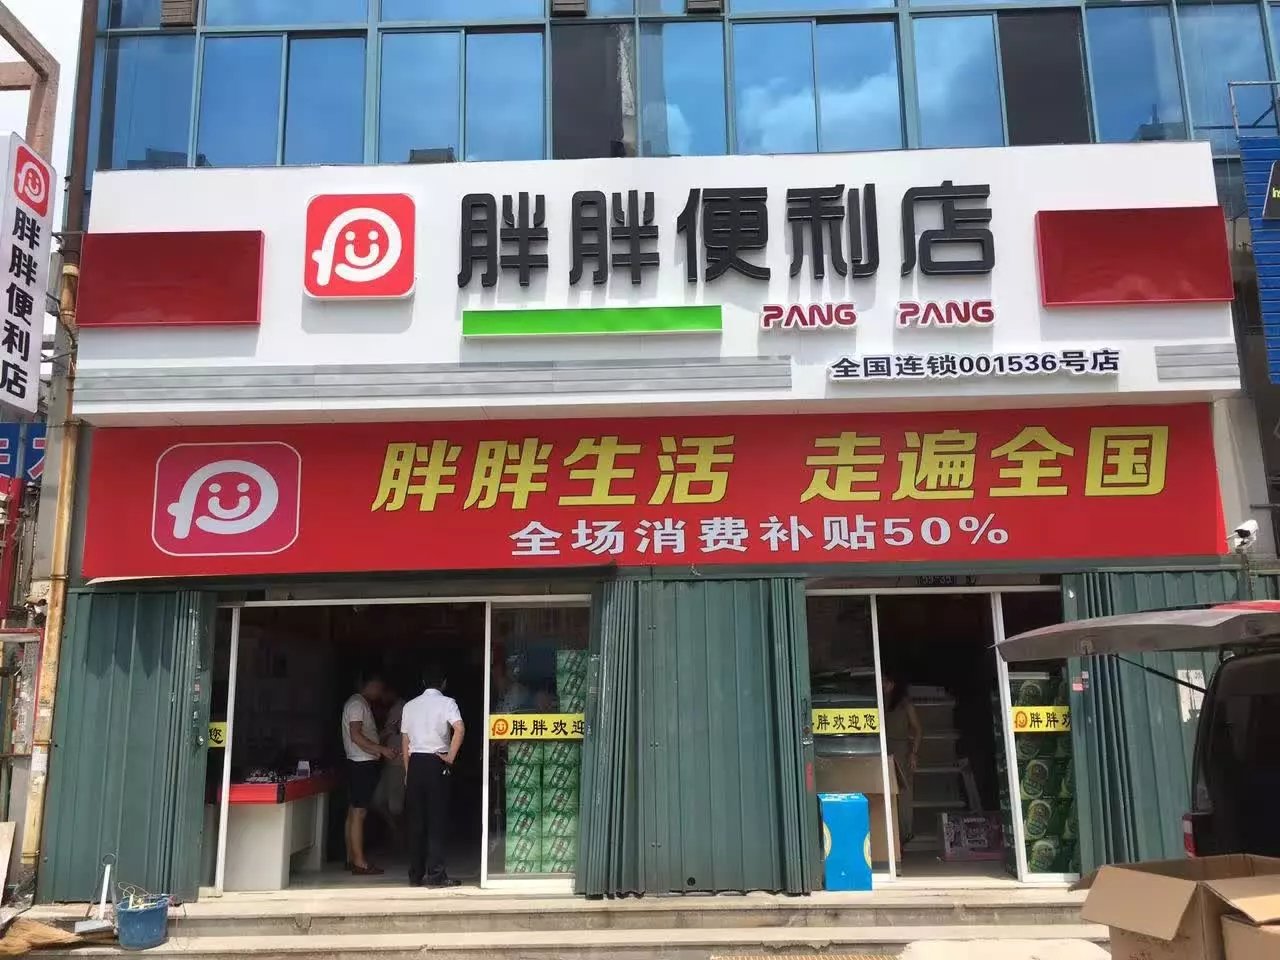 胖胖便利店
胖胖便利店
PANG PANG
全国连锁001536号店
胖胖生活 走遍全国
全场消费补贴50%
您
胖胖欢迎
胖欢迎您
胖胖欢